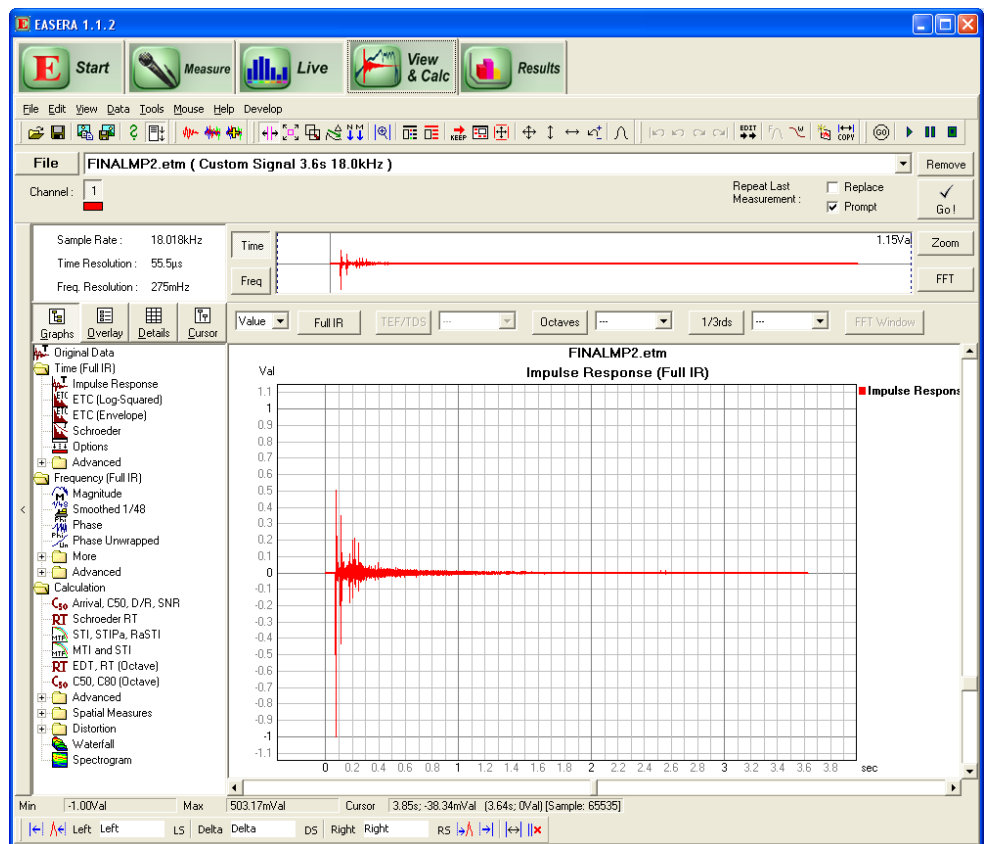 EASERA 1.1.2
E Start Measure Live View & Calc Results
File Edit View Data Tools Mouse Help Develop
KEEP EDIT COPY GO
File FINALMP2.etm ( Custom Signal 3.6s 18.0kHz ) Remove
Channel : 1 Repeat Last Measurement : Replace Prompt Go !
Sample Rate : 18.018kHz
Time Resolution : 55.5µs
Freq. Resolution : 275mHz
Time 1.15Va Zoom
Freq FFT
Graphs Overlay Details Cursor
Value Full IR TEF/TDS --- Octaves --- 1/3rds --- FFT Window
Original Data
Time (Full IR)
Impulse Response
ETC (Log-Squared)
ETC (Envelope)
Schroeder
Options
Advanced
Frequency (Full IR)
Magnitude
Smoothed 1/48
Phase
Phase Unwrapped
More
Advanced
Calculation
C50 Arrival, C50, D/R, SNR
RT Schroeder RT
MTF STI, STIPa, RaSTI
MTF MTI and STI
RT EDT, RT (Octave)
C50 C50, C80 (Octave)
Advanced
Spatial Measures
Distortion
Waterfall
Spectrogram
FINALMP2.etm
Impulse Response (Full IR)
Val
1.1
1
0.9
0.8
0.7
0.6
0.5
0.4
0.3
0.2
0.1
0
-0.1
-0.2
-0.3
-0.4
-0.5
-0.6
-0.7
-0.8
-0.9
-1
-1.1
0 0.2 0.4 0.6 0.8 1 1.2 1.4 1.6 1.8 2 2.2 2.4 2.6 2.8 3 3.2 3.4 3.6 3.8 sec
Impulse Respons
Min -1.00Val Max 503.17mVal Cursor 3.85s; -38.34mVal (3.64s; 0Val) [Sample: 65535]
Left Left LS Delta Delta DS Right Right RS